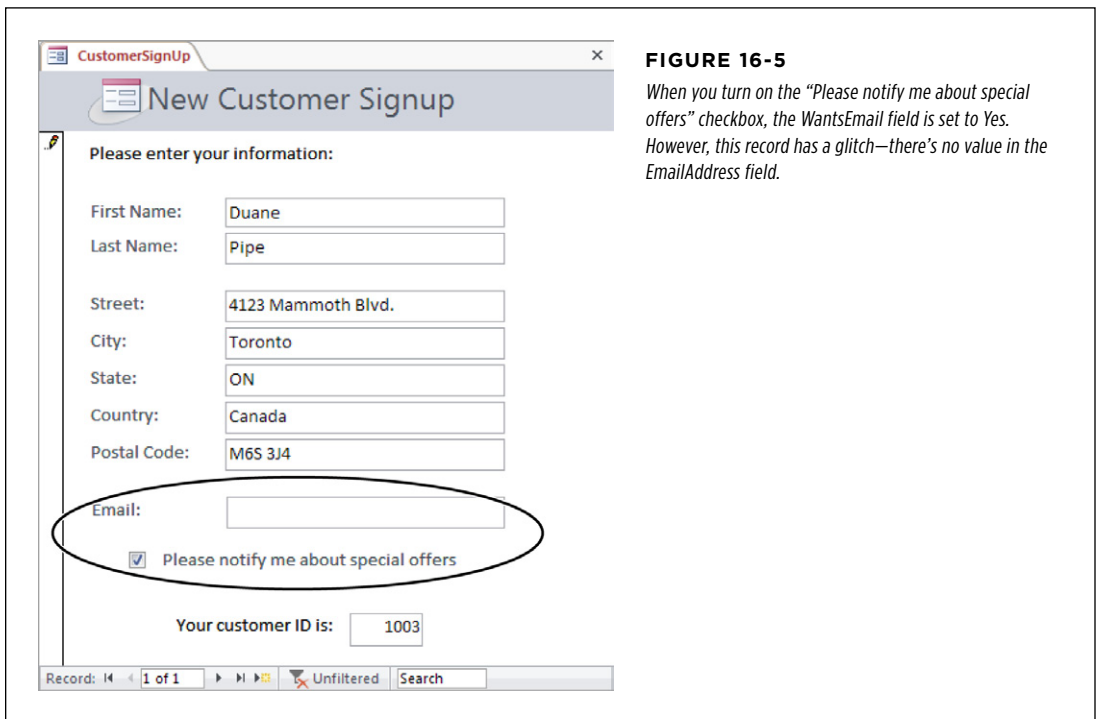 CustomerSignUp
New Customer Signup
Please enter your information:
First Name: Duane
Last Name: Pipe
Street: 4123 Mammoth Blvd.
City: Toronto
State: ON
Country: Canada
Postal Code: M6S 3J4
Email:
Please notify me about special offers
Your customer ID is: 1003
Record: 1 of 1 Unfiltered Search
FIGURE 16-5
When you turn on the “Please notify me about special
offers” checkbox, the WantsEmail field is set to Yes.
However, this record has a glitch—there’s no value in the
EmailAddress field.